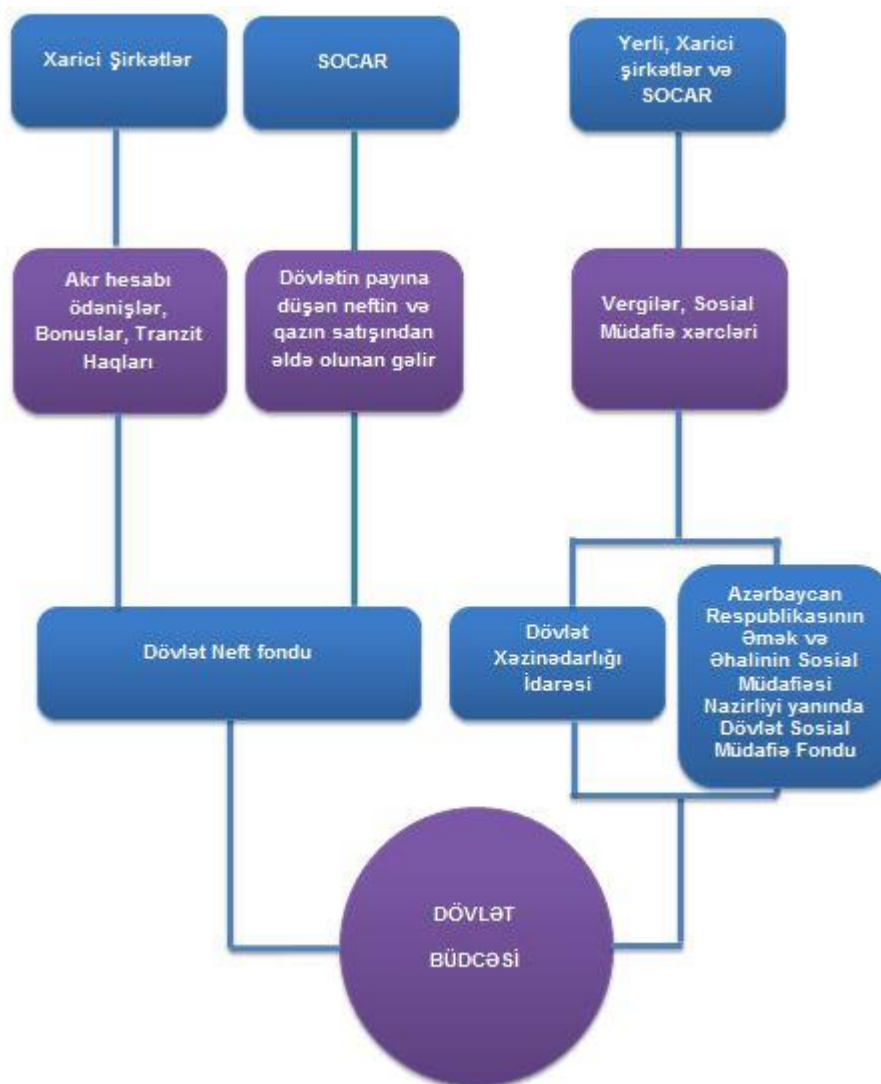 Xarici Şirkətlər
SOCAR
Yerli, Xarici
şirkətlər və
SOCAR
Akr hesabı
ödənişlər,
Bonuslar, Tranzit
Haqları
Dövlətin payına
düşən neftin və
qazın satışından
əldə olunan gəlir
Vergilər, Sosial
Müdafiə xərcləri
Dövlət Neft fondu
Dövlət
Xəzinədarlığı
İdarəsi
Azərbaycan
Respublikasının
Əmək və
Əhalinin Sosial
Müdafiəsi
Nazirliyi yanında
Dövlət Sosial
Müdafiə Fondu
DÖVLƏT
BÜDCƏSİ